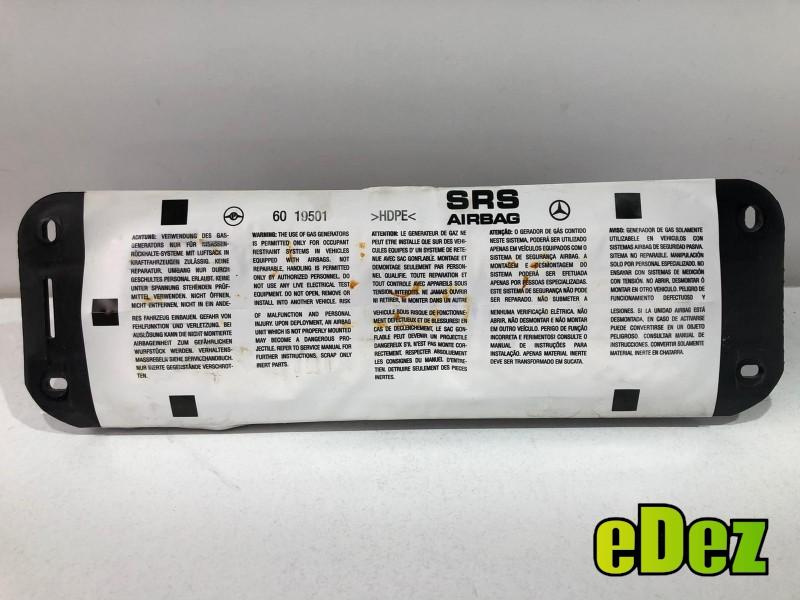 60 19501
>HDPE<
SRS
AIRBAG
ACHTUNG: VERWENDUNG DES GAS-
GENERATORS NUR FÜR INSASSEN-
RÜCKHALTE-SYSTEME MIT LUFTSACK IN
KRAFTFAHRZEUGEN ZULÄSSIG. KEINE
REPARATUR. UMGANG NUR DURCH
GESCHULTES PERSONAL ERLAUBT. KEINE
UNTER SPANNUNG STEHENDEN PRÜF-
MITTEL VERWENDEN. NICHT ÖFFNEN, IN
NICHT ENTFERNEN, NICHT IN ANDE-
RES FAHRZEUG EINBAUEN. GEFAHR VON
FEHLFUNKTION UND VERLETZUNG. BEI
AUSLÖSUNG KANN DIE NICHT MONTIERTE
AIRBAGEINHEIT ZUM GEFÄHRLICHEN
WURFSTÜCK WERDEN. VERHALTENS-
MASSREGELN SIEHE SERVICEHANDBUCH.
NUR INERTE GEGENSTÄNDE VERSCHROT-
TEN.
WARNING: THE USE OF GAS GENERATORS
IS PERMITTED ONLY FOR OCCUPANT
RESTRAINT SYSTEMS IN VEHICLES
EQUIPPED WITH AIRBAGS. NOT
REPARABLE, HANDLING IS PERMITTED
ONLY BY AUTHORIZED PERSONNEL. DO
NOT USE ANY LIVE ELECTRICAL TEST
EQUIPMENT. DO NOT OPEN, REMOVE OR
INSTALL INTO ANOTHER VEHICLE. RISK
OF MALFUNCTION AND PERSONAL
INJURY. UPON DEPLOYMENT, AN AIRBAG
UNIT WHICH IS NOT PROPERLY MOUNTED
MAY BECOME A DANGEROUS PRO-
JECTILE. REFER TO SERVICE MANUAL FOR
FURTHER INSTRUCTIONS. SCRAP ONLY
INERT PARTS.
ATTENTION: LE GENERATEUR DE GAZ NE
PEUT ETRE INSTALLE QUE SUR DES VEHI-
CULES EQUIPES D' UN SYSTEME DE RETE-
NUE AVEC SAC GONFLABLE. MONTAGE ET
DEMONTAGE SEULEMENT PAR PERSON-
NEL QUALIFIE. TOUTE REPARATION ET
TOUT CONTROLE AVEC APPAREILS SOUS
TENSION INTERDITS. NE JAMAIS OUVRIR
NI RETIRER, NI MONTER DANS UN AUTRE
VEHICULE SOUS RISQUE DE FONCTIONNE-
MENT DEFECTUEUX ET DE BLESSURES! EN
CAS DE DECLENCHEMENT, LE SAC GON-
FLABLE PEUT DEVENIR UN PROJECTILE
DANGEREUX S'IL N'EST PAS MONTE COR-
RECTEMENT. RESPECTER ABSOLUEMENT
LES CONSIGNES DU MANUEL D'ENTRE-
TIEN. DETRUIRE SEULEMENT DES PIECES
INERTES.
ATENÇÃO: O GERADOR DE GÁS CONTIDO
NESTE SISTEMA, PODERÁ SER UTILIZADO
APENAS EM VEÍCULOS EQUIPADOS COM O
SISTEMA DE SEGURANÇA AIRBAG. A
MONTAGEM E DESMONTAGEM DO
SISTEMA PODERÁ SER EFETUADA
APENAS POR PESSOAS ESPECIALIZADAS.
ESTE SISTEMA DE SEGURANÇA NÃO PODE
SER REPARADO. NÃO SUBMETER A
NENHUMA VERIFICAÇÃO ELÉTRICA. NÃO
ABRIR, NÃO DESMONTAR E NÃO MONTAR
EM OUTRO VEÍCULO. PERIGO DE FUNÇÃO
INCORRETA E FERIMENTOS! CONSULTE O
MANUAL DE INSTRUÇÕES PARA
INSTALAÇÃO. APENAS MATERIAL INERTE
DEVE SER TRANSFORMADO EM SUCATA.
AVISO: GENERADOR DE GAS SOLAMENTE
UTILIZABELE EN VEHICULOS CON
SISTEMAS AIRBAG DE SEGURIDAD PASIVA.
SISTEMA NO REPARABLE. MANIPULACIÓN
SOLO POR PERSONAL ESPECIALIZADO. NO
ENSAYAR CON SISTEMAS DE MEDICIÓN
CON TENSIÓN. NO ABRIR, DESMONTAR Ó
MONTAR EN OTRO VEHICULO. PELIGRO DE
FUNCIONAMIENTO DEFECTUOSO Y
LESIONES. SI LA UNIDAD AIRBAG ESTÁ
DESMONTADA, EN CASO DE ACTIVARSE
PUEDE CONVERTIRSE EN UN OBJETO
PELIGROSO. CONSULTAR MANUAL DE
INSTRUCCIONES. CONVERTIR SOLAMENTE
MATERIAL INERTE EN CHATARRA.
eDez